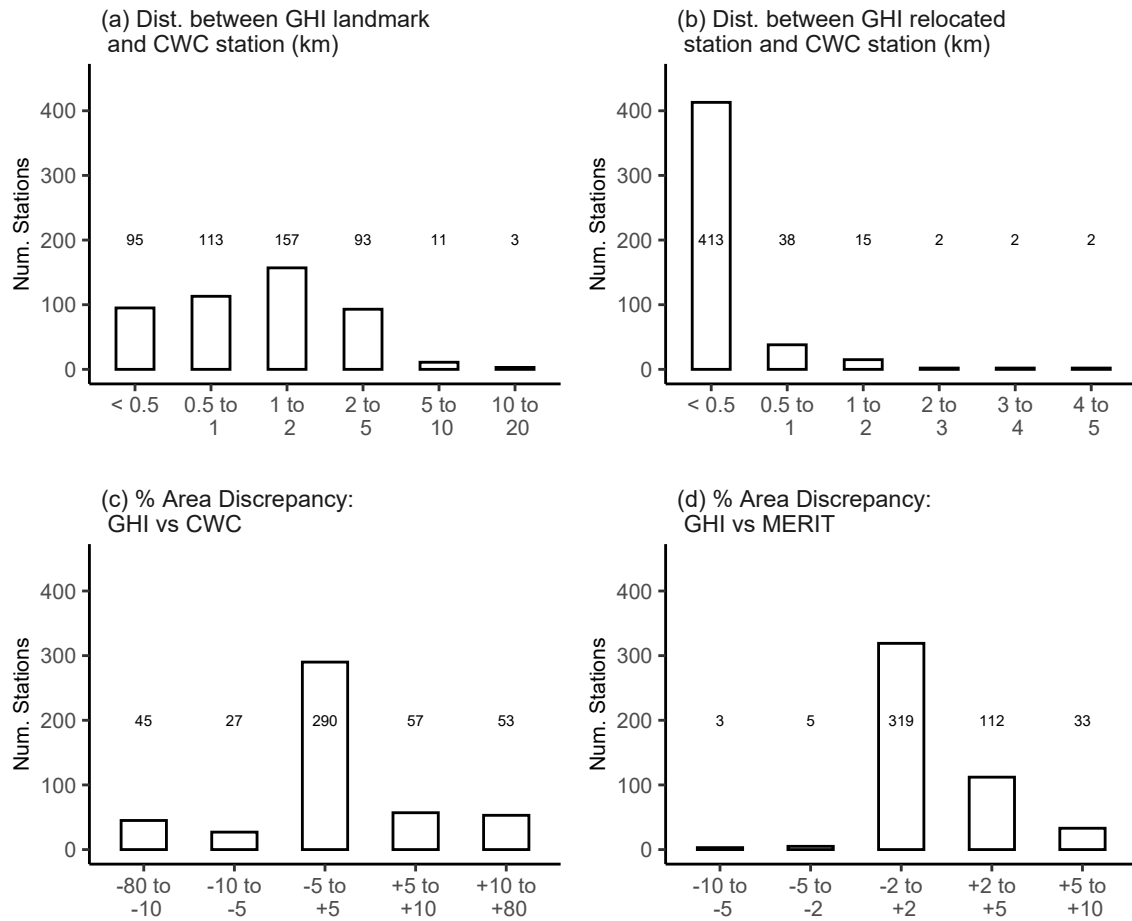 (a) Dist. between GHI landmark
and CWC station (km)
Num. Stations
400
300
200
100
0
95 113 157 93 11 3
< 0.5 0.5 to 1 to 2 to 5 to 10 to
1 2 5 10 20
(b) Dist. between GHI relocated
station and CWC station (km)
Num. Stations
400
300
200
100
0
413 38 15 2 2 2
< 0.5 0.5 to 1 to 2 to 3 to 4 to
1 2 3 4 5
(c) % Area Discrepancy:
GHI vs CWC
Num. Stations
400
300
200
100
0
45 27 290 57 53
-80 to -10 to -5 to +5 to +10 to
-10 -5 +5 +10 +80
(d) % Area Discrepancy:
GHI vs MERIT
Num. Stations
400
300
200
100
0
3 5 319 112 33
-10 to -5 to -2 to +2 to +5 to
-5 -2 +2 +5 +10